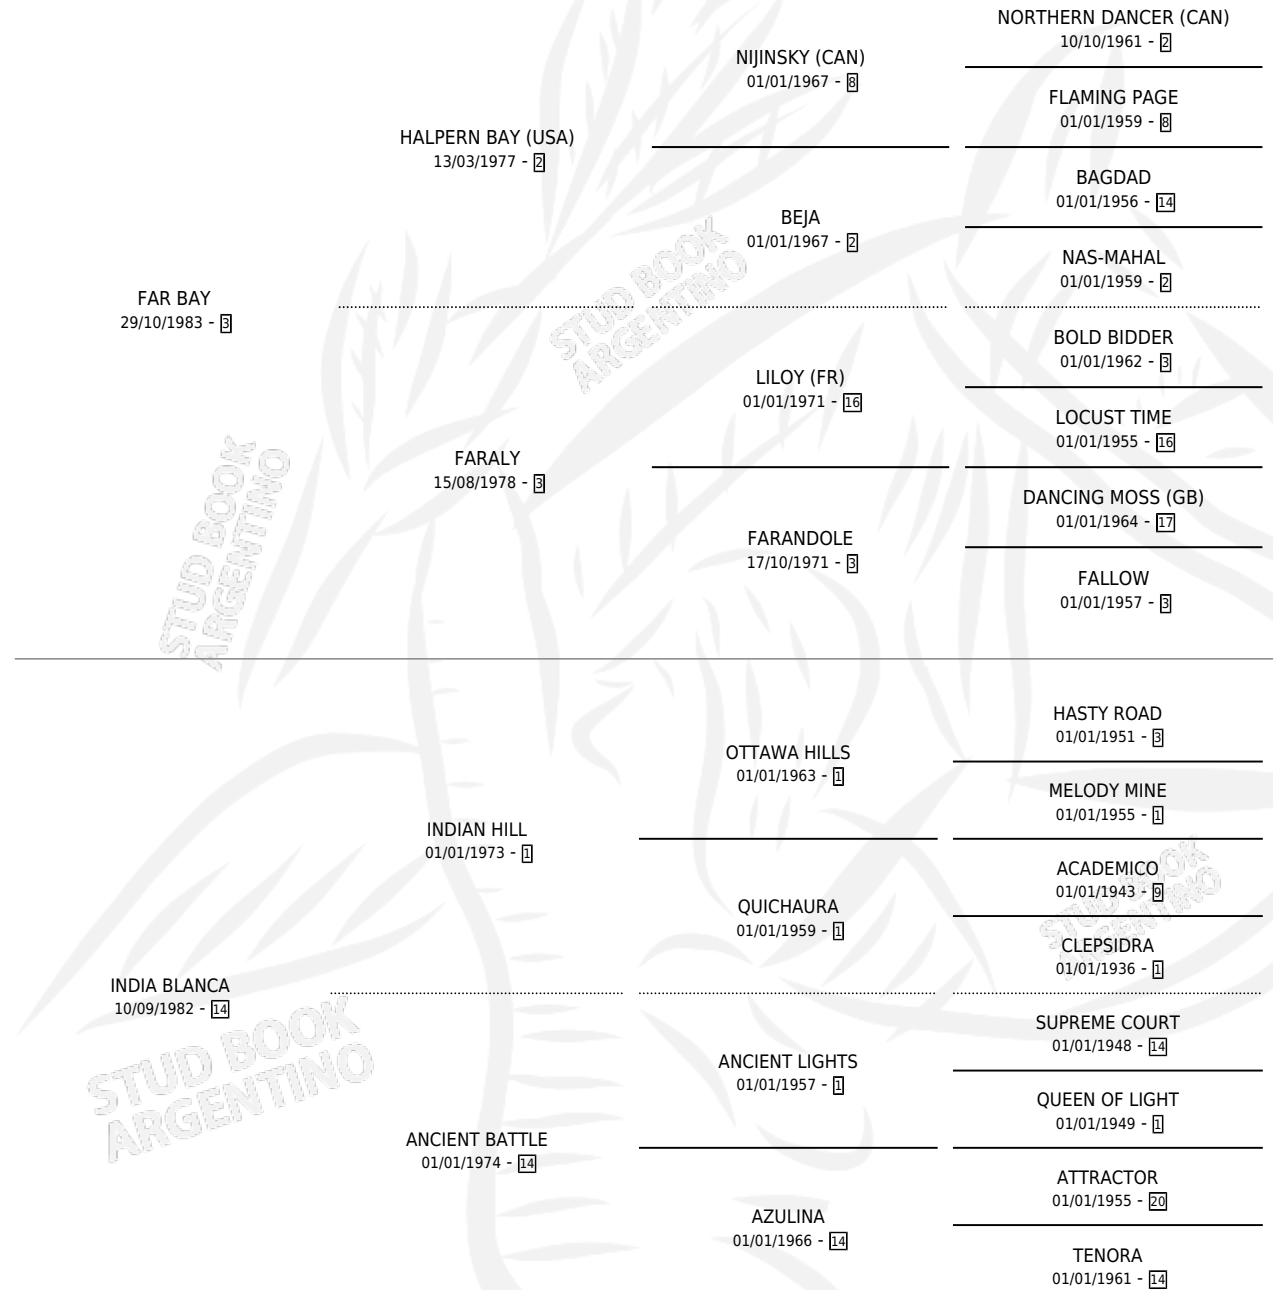 NORTHERN DANCER (CAN)
10/10/1961 - 2
NIJINSKY (CAN)
01/01/1967 - 8
FLAMING PAGE
01/01/1959 - 8
HALPERN BAY (USA)
13/03/1977 - 2
BAGDAD
01/01/1956 - 14
BEJA
01/01/1967 - 2
NAS-MAHAL
01/01/1959 - 2
FAR BAY
29/10/1983 - 3
STUD BOOK
ARGENTINO
BOLD BIDDER
01/01/1962 - 3
LILOY (FR)
01/01/1971 - 16
LOCUST TIME
01/01/1955 - 16
FARALY
15/08/1978 - 3
DANCING MOSS (GB)
01/01/1964 - 17
FARANDOLE
17/10/1971 - 3
FALLOW
01/01/1957 - 3
STUD BOOK
ARGENTINO
HASTY ROAD
01/01/1951 - 3
OTTAWA HILLS
01/01/1963 - 1
MELODY MINE
01/01/1955 - 1
INDIAN HILL
01/01/1973 - 1
ACADEMICO
01/01/1943 - 9
QUICHAURA
01/01/1959 - 1
STUD BOOK
ARGENTINO
CLEPSIDRA
01/01/1936 - 1
INDIA BLANCA
10/09/1982 - 14
SUPREME COURT
01/01/1948 - 14
ANCIENT LIGHTS
01/01/1957 - 1
STUD BOOK
ARGENTINO
QUEEN OF LIGHT
01/01/1949 - 1
ANCIENT BATTLE
01/01/1974 - 14
ATTRACTOR
01/01/1955 - 20
AZULINA
01/01/1966 - 14
TENORA
01/01/1961 - 14